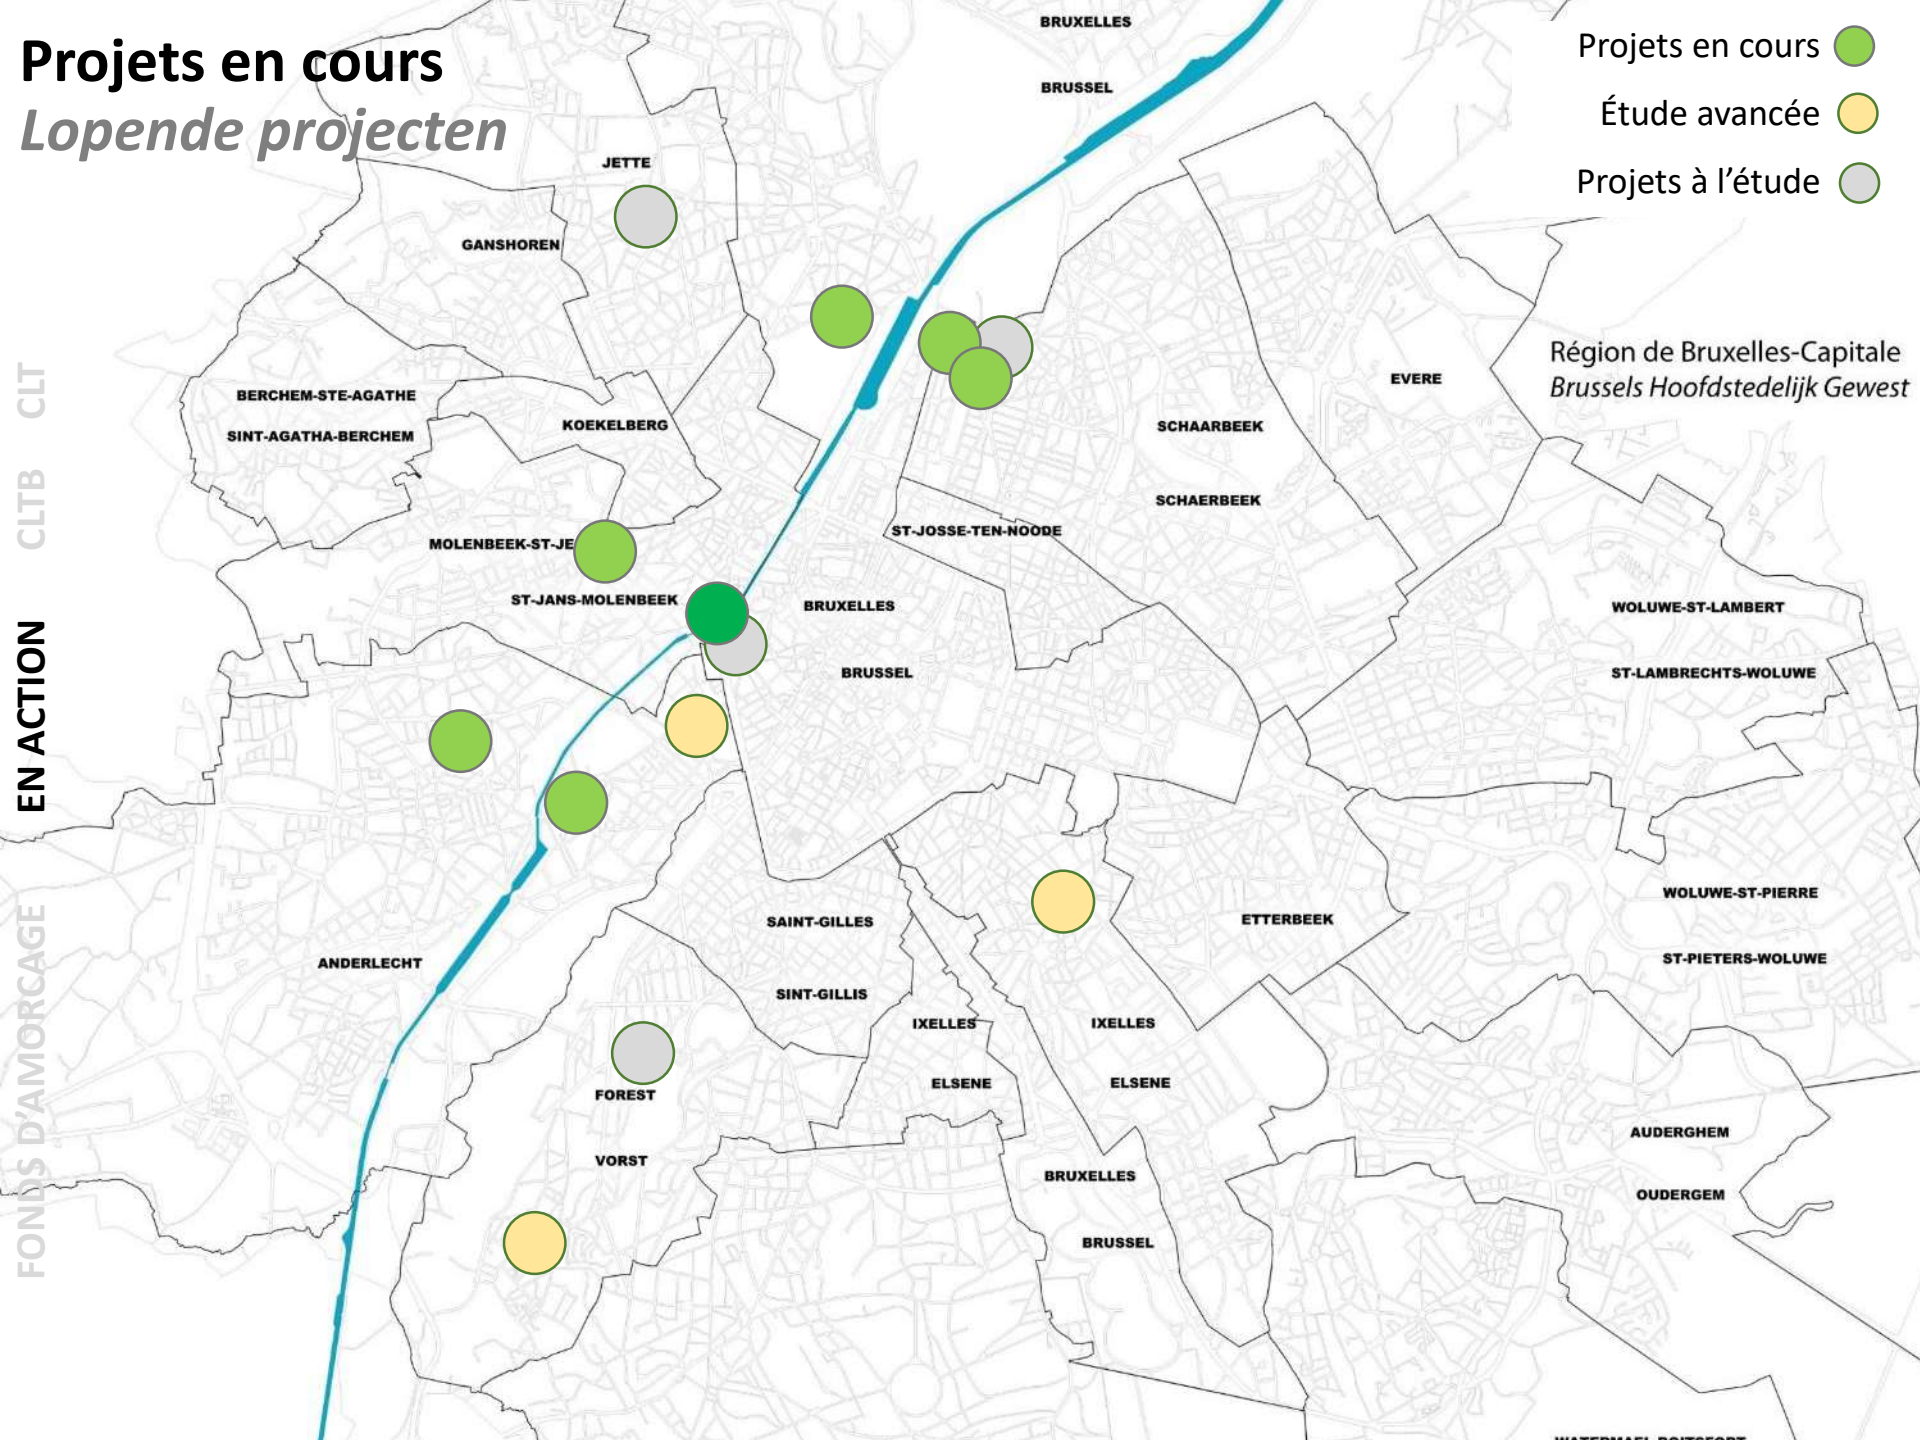 Projets en cours
Lopende projecten
Projets en cours
Étude avancée
Projets à l'étude
Région de Bruxelles-Capitale
Brussels Hoofdstedelijk Gewest
CLT
CLTB
EN ACTION
FONDS D'AMORCAGE
BRUXELLES
BRUSSEL
JETTE
GANSHOREN
BERCHEM-STE-AGATHE
SINT-AGATHA-BERCHEM
KOEKELBERG
EVERE
SCHAARBEEK
SCHAERBEEK
ST-JOSSE-TEN-NOODE
MOLENBEEK-ST-JE
ST-JANS-MOLENBEEK
BRUXELLES
BRUSSEL
WOLUWE-ST-LAMBERT
ST-LAMBRECHTS-WOLUWE
WOLUWE-ST-PIERRE
ST-PIETERS-WOLUWE
ETTERBEEK
SAINT-GILLES
SINT-GILLIS
ANDERLECHT
IXELLES
ELSENE
IXELLES
ELSENE
FOREST
VORST
BRUXELLES
BRUSSEL
AUDERGHEM
OUDERGEM
WATERMAEL-BOITSFORT